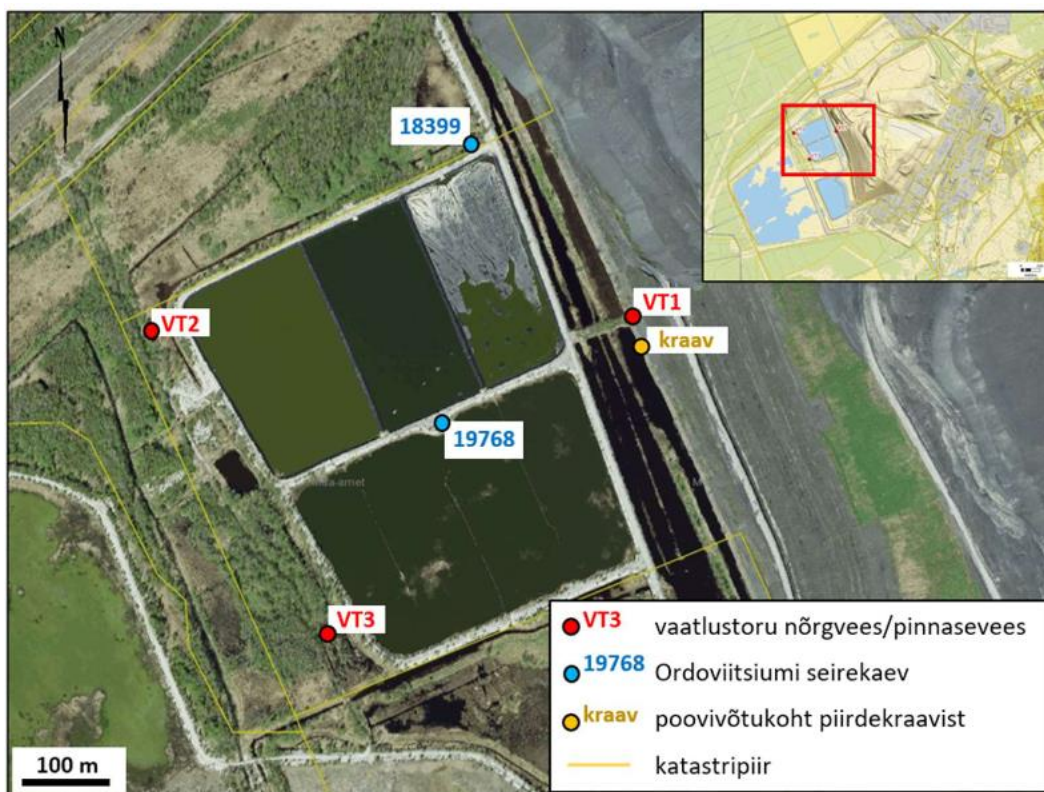 N
18399
VT1
VT2
kraav
19768
VT3
VT3 vaatlustoru nõrgvees/pinnasevees
19768 Ordoviitsiumi seirekaev
kraav poovivõtukoht piirdekraavist
katastripiir
100 m